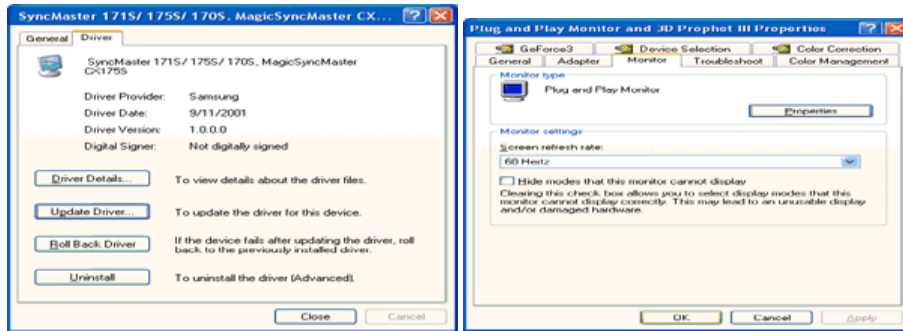 SyncMaster 171S/ 175S/ 170S, MagicSyncMaster CX...
General
Driver
SyncMaster 171S/ 175S/ 170S, MagicSyncMaster
CX175S
Driver Provider: Samsung
Driver Date: 9/11/2001
Driver Version: 1.0.0.0
Digital Signer: Not digitally signed
Driver Details...
To view details about the driver files.
Update Driver...
To update the driver for this device.
Roll Back Driver
If the device fails after updating the driver, roll
back to the previously installed driver.
Uninstall
To uninstall the driver (Advanced).
Close
Cancel
Plug and Play Monitor and 3D Prophet III Properties
GeForce3
Device Selection
Color Correction
General
Adapter
Monitor
Troubleshoot
Color Management
Monitor type
Plug and Play Monitor
Properties
Monitor settings
Screen refresh rate:
60 Hertz
Hide modes that this monitor cannot display
Clearing this check box allows you to select display modes that this
monitor cannot display correctly. This may lead to an unusable display
and/or damaged hardware.
OK
Cancel
Apply